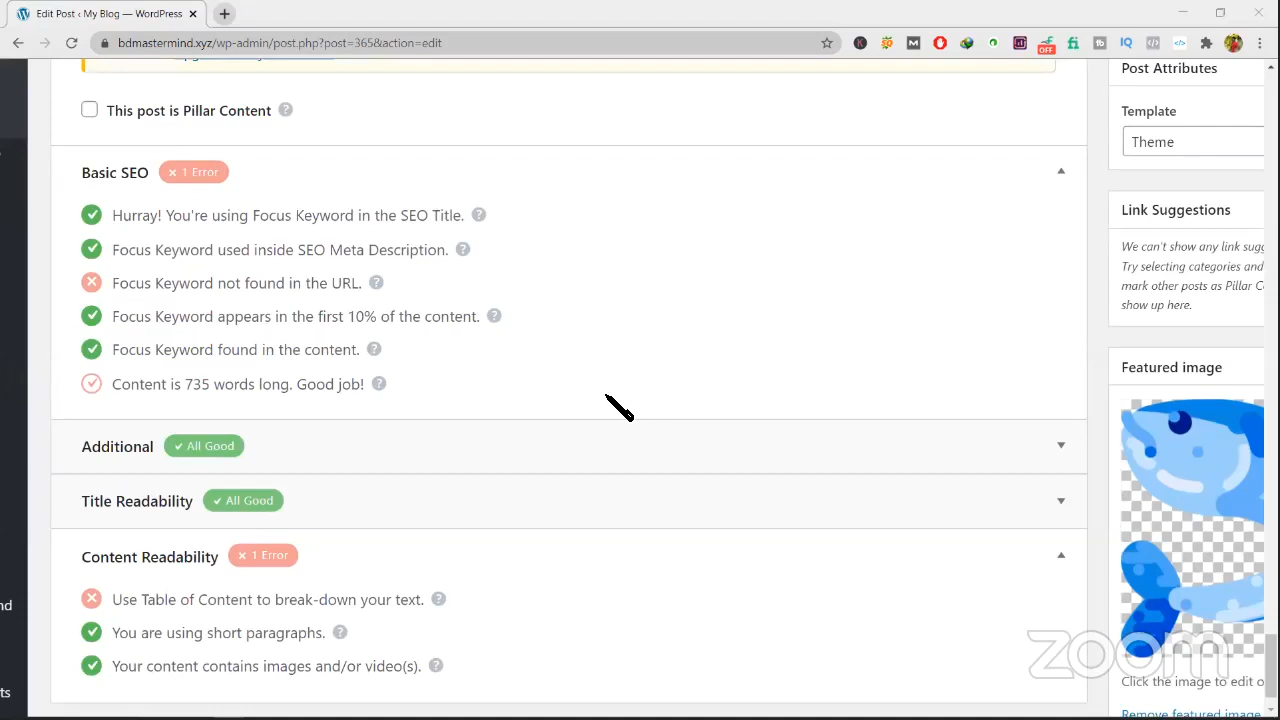 Edit Post ‹ My Blog — WordPress
bdmastermind.xyz/wp-admin/post.php?post=365&action=edit
OFF
IQ
This post is Pillar Content
Basic SEO
1 Error
Hurray! You're using Focus Keyword in the SEO Title.
Focus Keyword used inside SEO Meta Description.
Focus Keyword not found in the URL.
Focus Keyword appears in the first 10% of the content.
Focus Keyword found in the content.
Content is 735 words long. Good job!
Additional
All Good
Title Readability
All Good
Content Readability
1 Error
Use Table of Content to break-down your text.
You are using short paragraphs.
Your content contains images and/or video(s).
Post Attributes
Template
Theme
Link Suggestions
We can't show any link sugg
Try selecting categories and
mark other posts as Pillar C
show up here.
Featured image
Click the image to edit o
Remove featured image
zoom
nd
ts